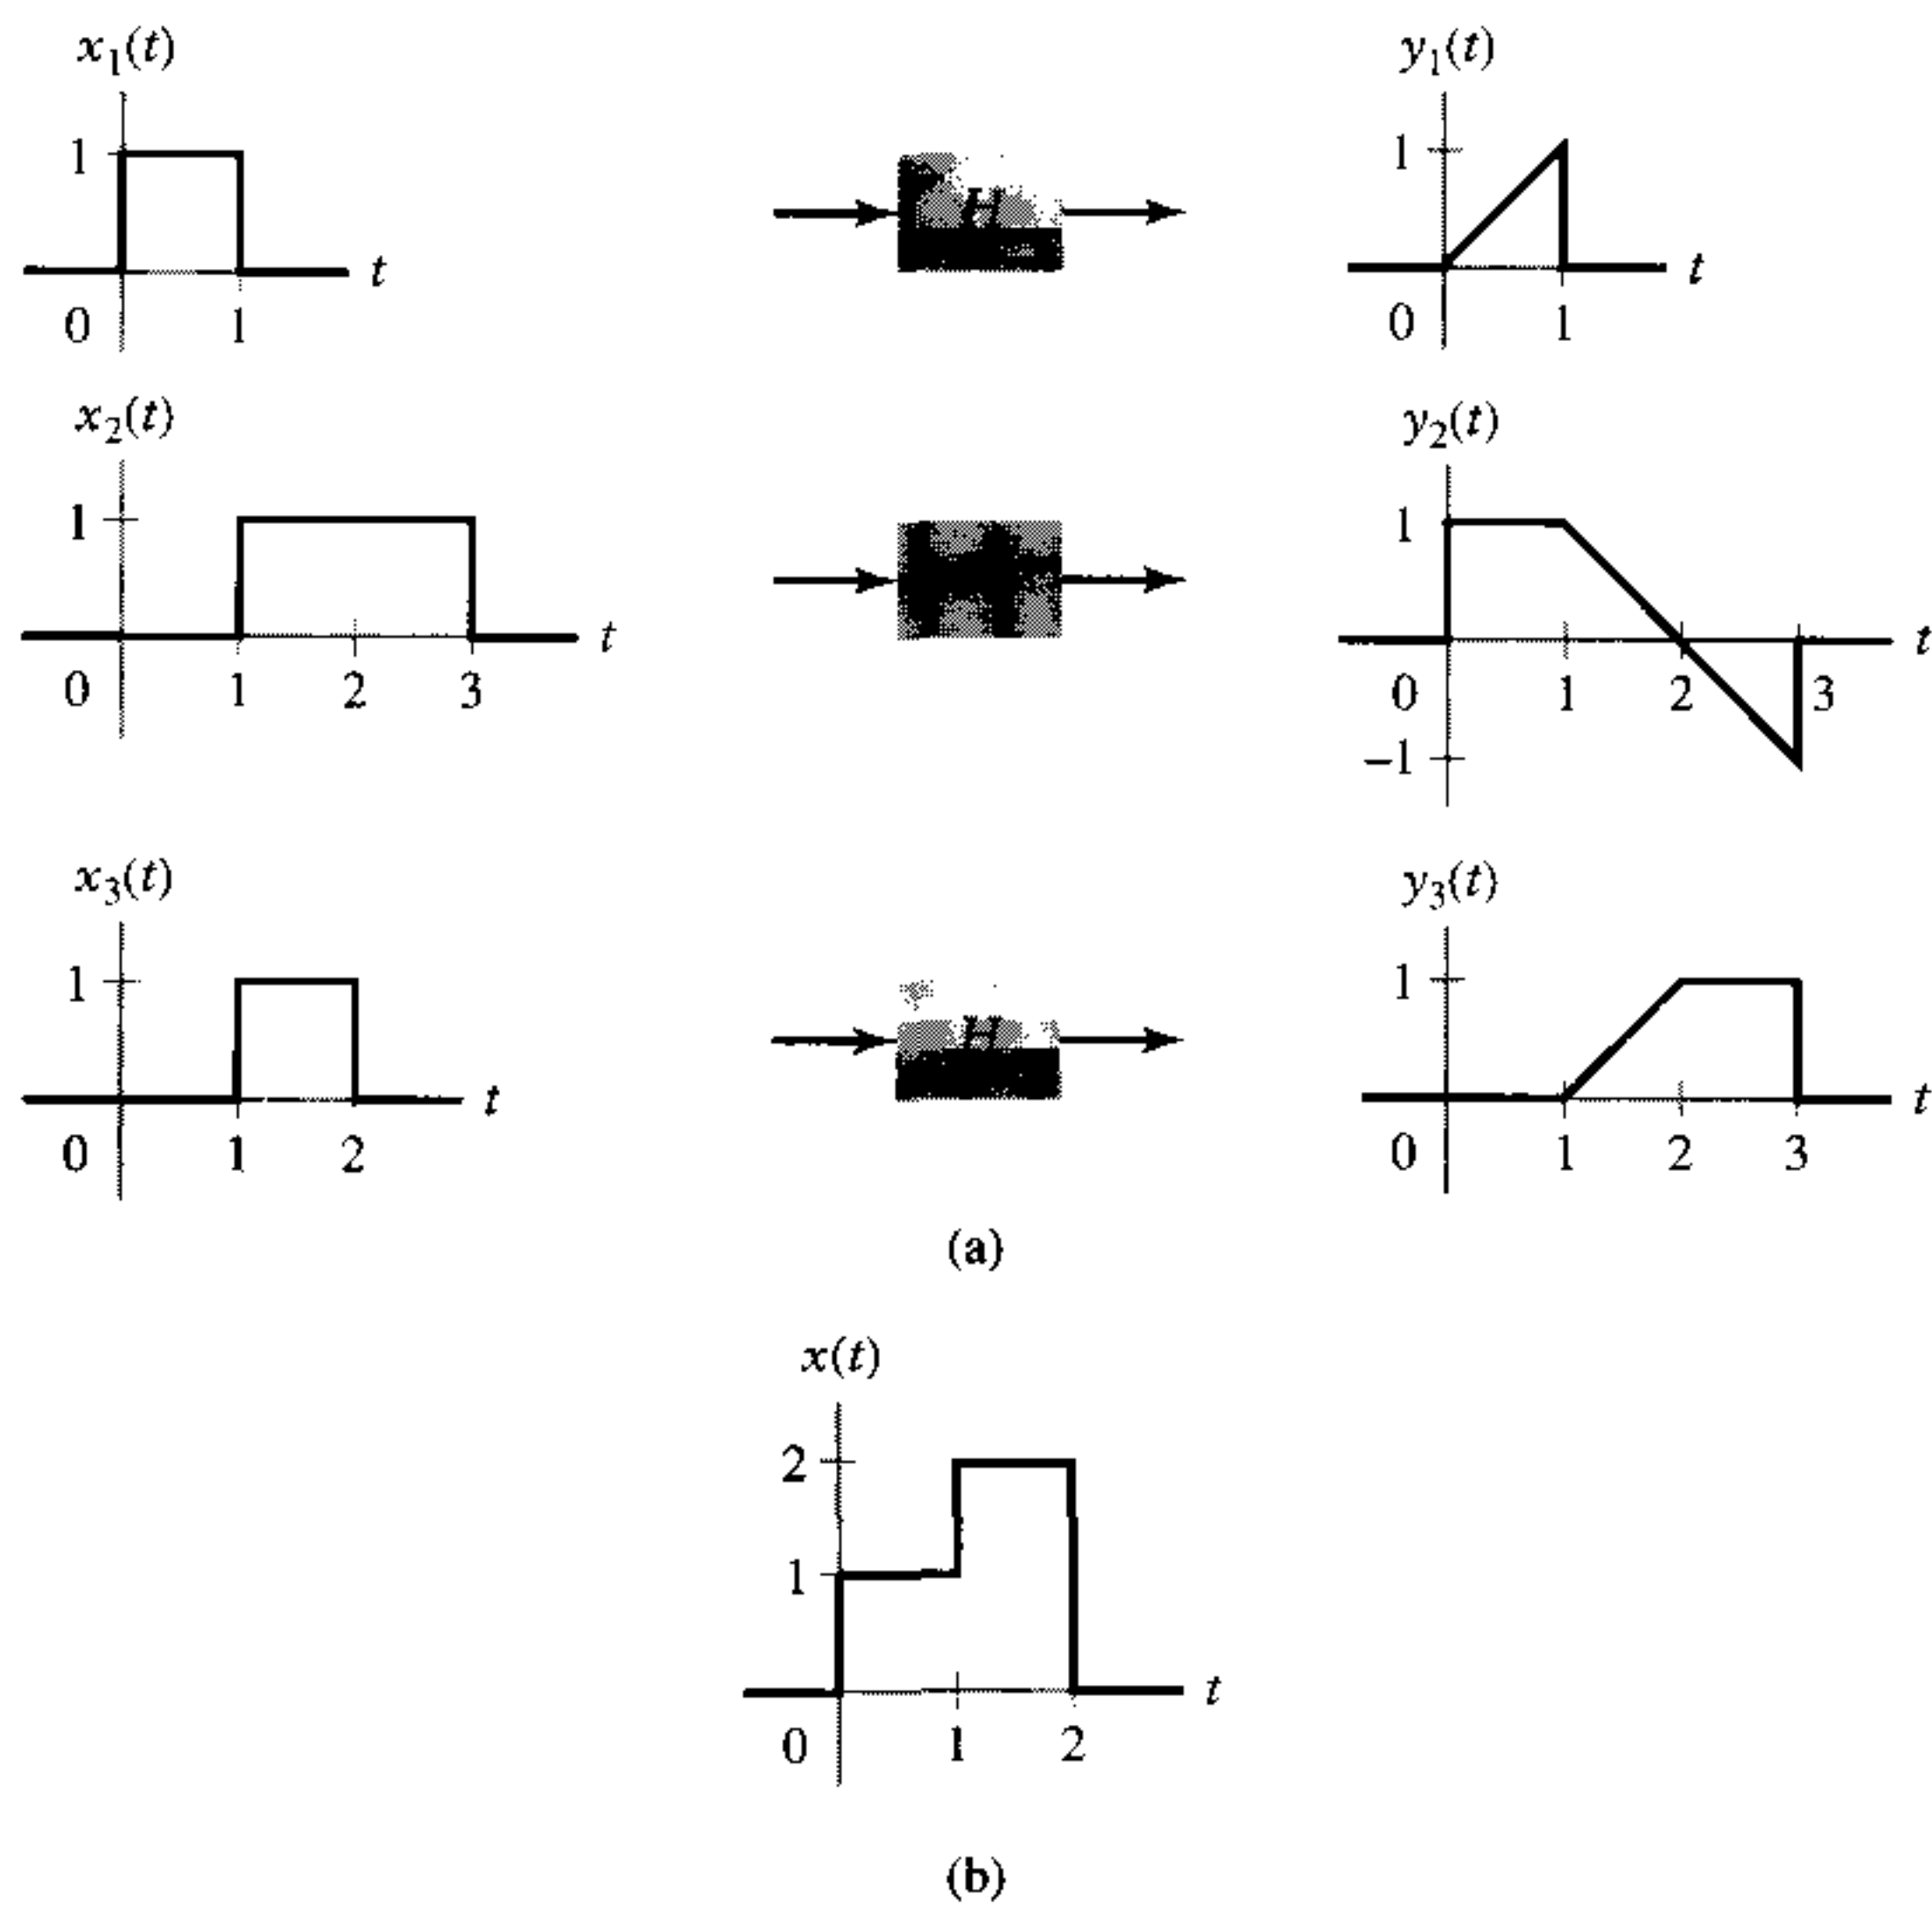 x₁(t) y₁(t)
1 1
H
t t
0 1 0 1
x₂(t) y₂(t)
1 1
t t
0 1 2 3 0 1 2 3
−1
x₃(t) y₃(t)
1 1
H
t t
0 1 2 0 1 2 3
(a)
x(t)
2
1
t
0 1 2
(b)